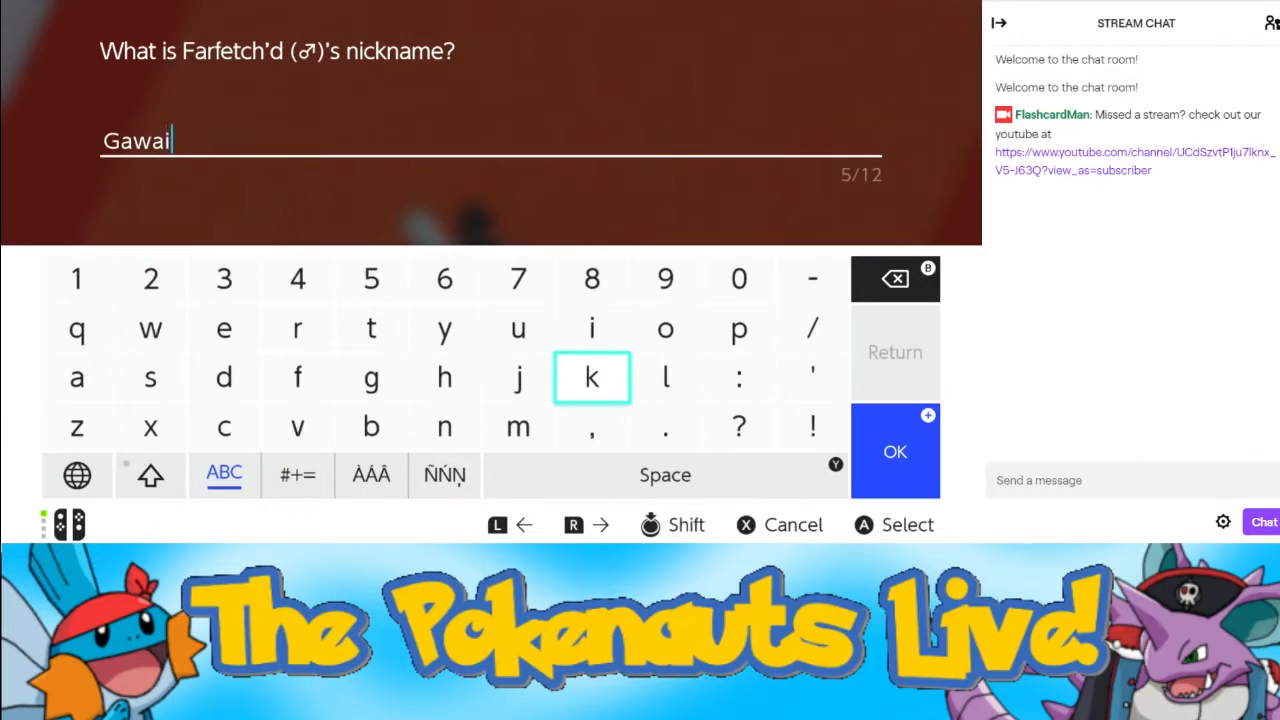 What is Farfetch'd (♂)'s nickname?
Gawai
5/12
1 2 3 4 5 6 7 8 9 0 -
q w e r t y u i o p /
a s d f g h j k l : '
z x c v b n m , . ? !
B
Return
+
OK
ABC #+= ÀÁÂ ÑŃŅ Space Y
L ← R → Shift X Cancel A Select
STREAM CHAT
Welcome to the chat room!
Welcome to the chat room!
FlashcardMan: Missed a stream? check out our
youtube at
https://www.youtube.com/channel/UCdSzvtP1ju7lknx_
V5-J63Q?view_as=subscriber
Send a message
Chat
The Pokenauts Live!